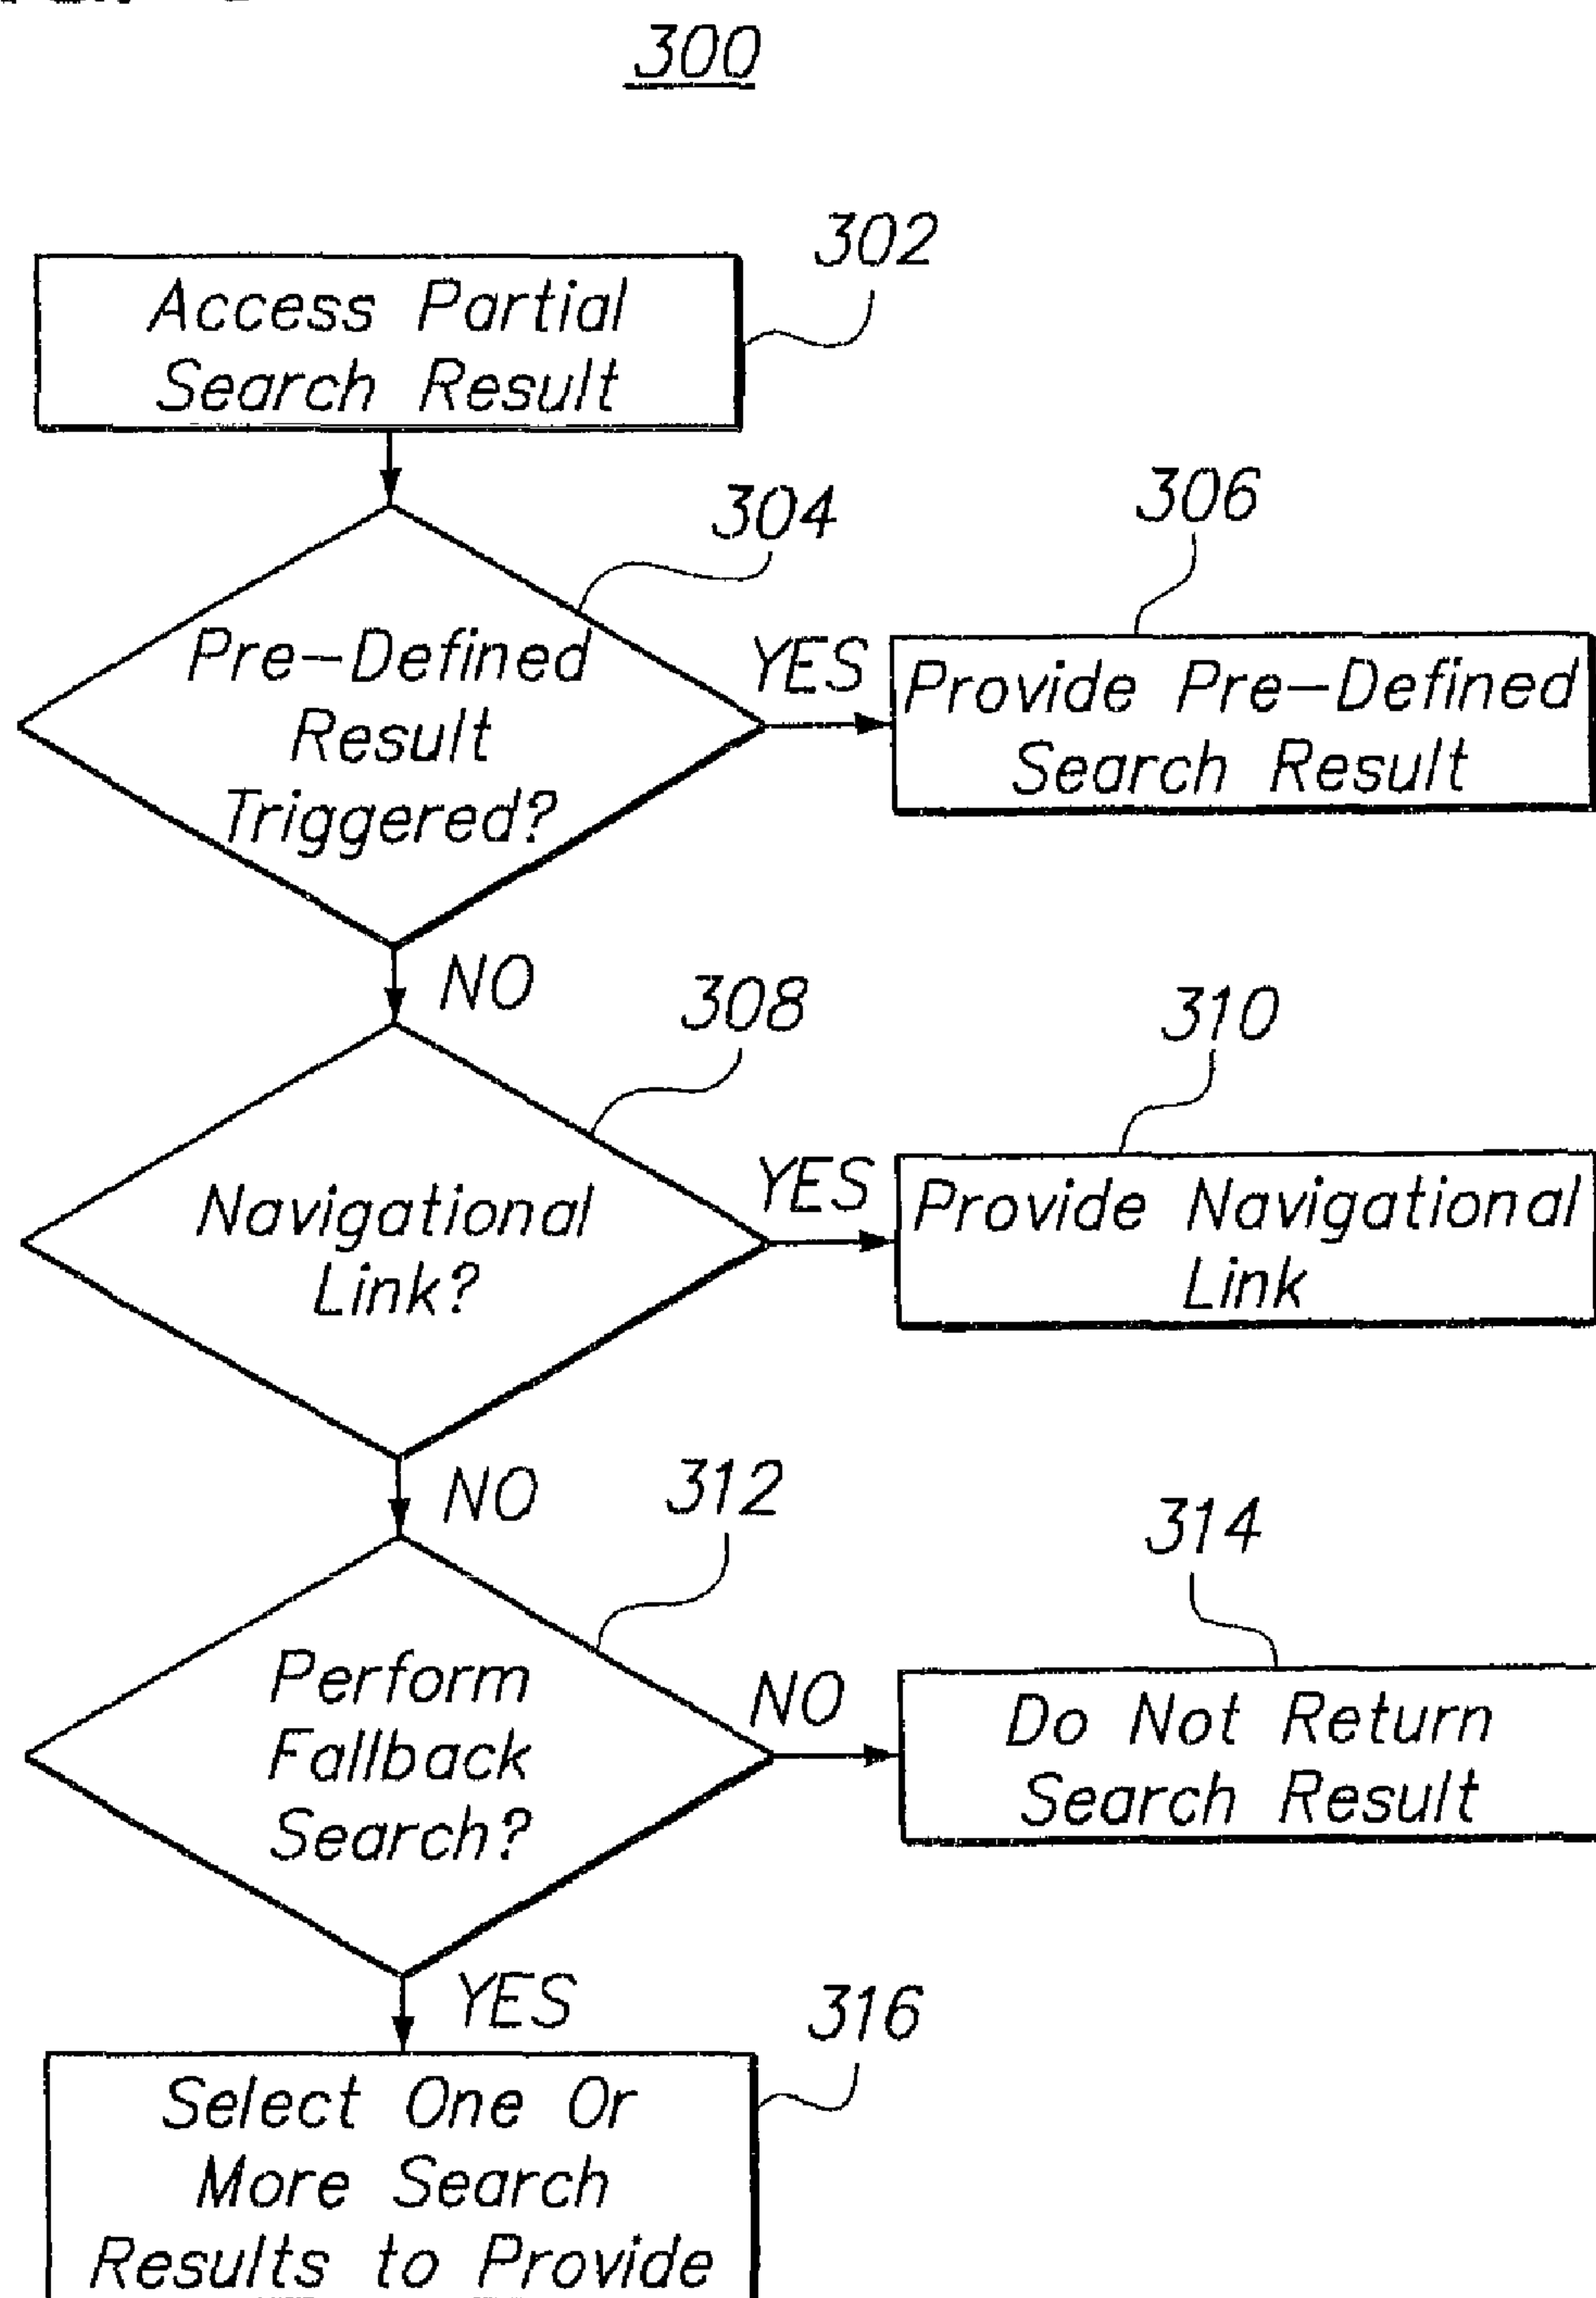 300
302
Access Partial
Search Result
304
306
Pre-Defined
Result
Triggered?
YES
Provide Pre-Defined
Search Result
NO
308
310
Navigational
Link?
YES
Provide Navigational
Link
NO
312
314
Perform
Fallback
Search?
NO
Do Not Return
Search Result
YES
316
Select One Or
More Search
Results to Provide